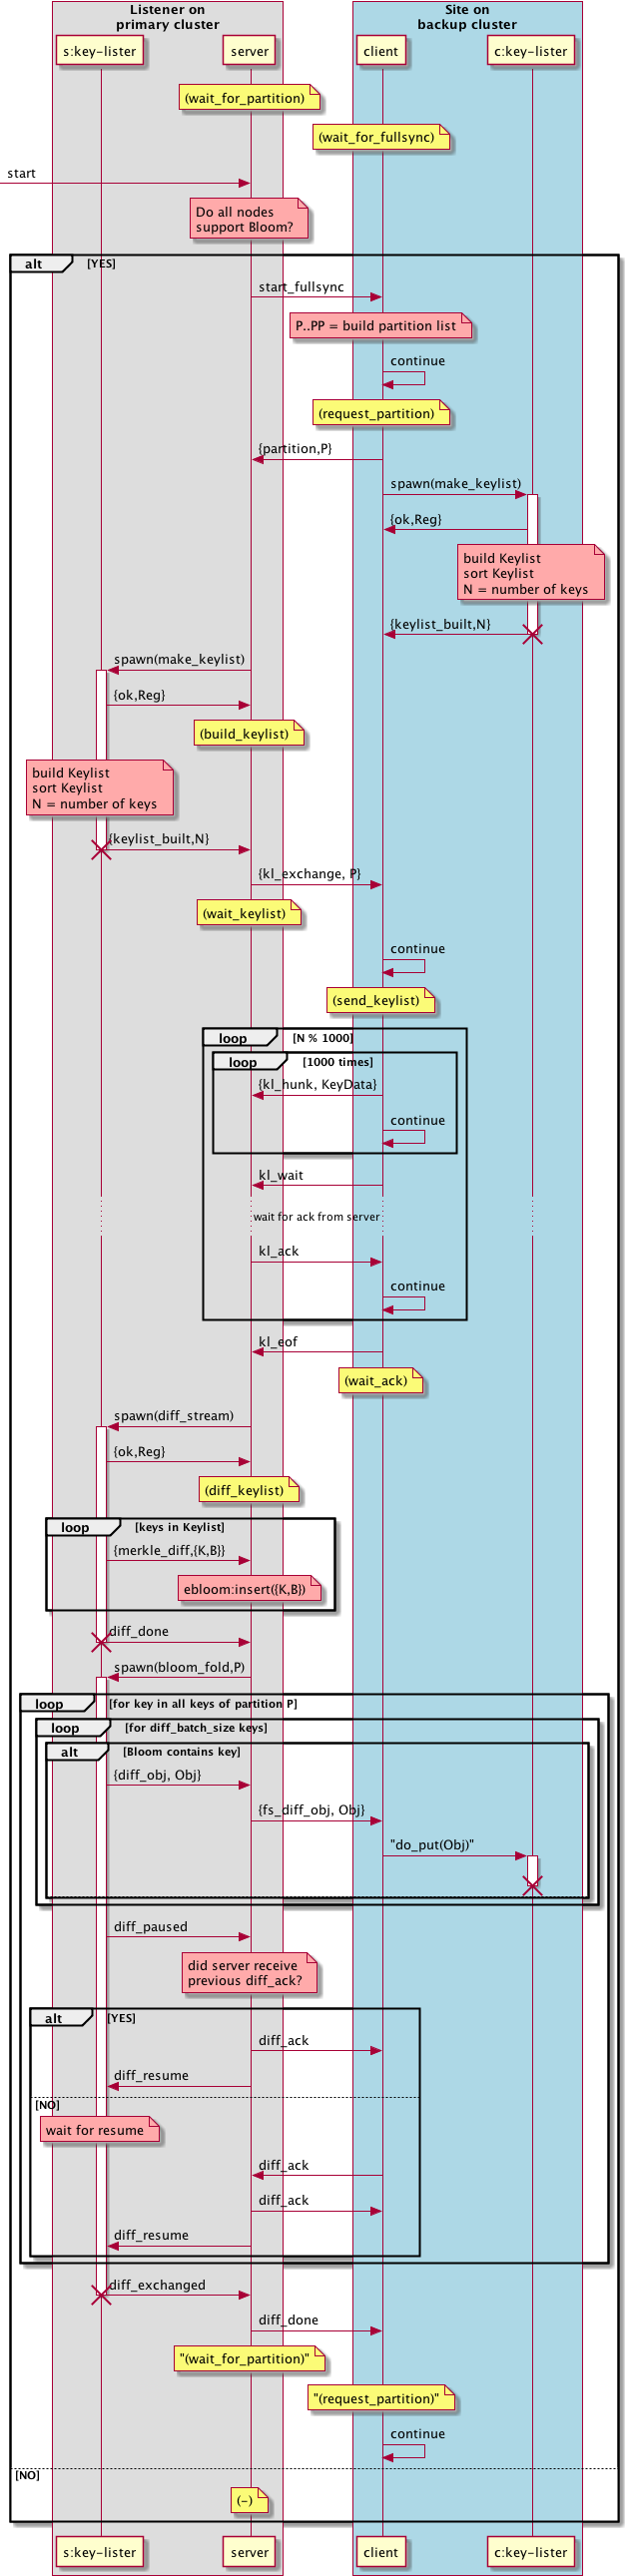 Listener on
primary cluster
Site on
backup cluster
s:key-lister
server
client
c:key-lister
(wait_for_partition)
(wait_for_fullsync)
start
Do all nodes
support Bloom?
alt
[YES]
start_fullsync
P..PP = build partition list
continue
(request_partition)
{partition,P}
spawn(make_keylist)
{ok,Reg}
build Keylist
sort Keylist
N = number of keys
{keylist_built,N}
spawn(make_keylist)
{ok,Reg}
(build_keylist)
build Keylist
sort Keylist
N = number of keys
{keylist_built,N}
{kl_exchange, P}
(wait_keylist)
continue
(send_keylist)
loop
[N % 1000]
loop
[1000 times]
{kl_hunk, KeyData}
continue
kl_wait
wait for ack from server
kl_ack
continue
kl_eof
(wait_ack)
spawn(diff_stream)
{ok,Reg}
(diff_keylist)
loop
[keys in Keylist]
{merkle_diff,{K,B}}
ebloom:insert({K,B})
diff_done
spawn(bloom_fold,P)
loop
[for key in all keys of partition P]
loop
[for diff_batch_size keys]
alt
[Bloom contains key]
{diff_obj, Obj}
{fs_diff_obj, Obj}
"do_put(Obj)"
diff_paused
did server receive
previous diff_ack?
alt
[YES]
diff_ack
diff_resume
[NO]
wait for resume
diff_ack
diff_ack
diff_resume
diff_exchanged
diff_done
"(wait_for_partition)"
"(request_partition)"
continue
[NO]
(-)
s:key-lister
server
client
c:key-lister